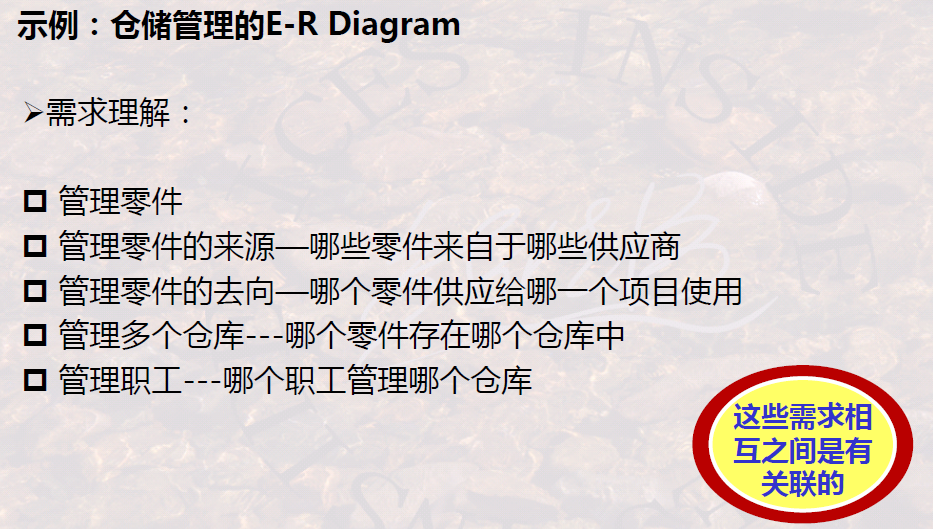 示例：仓储管理的E-R Diagram
➢需求理解：
管理零件
管理零件的来源—哪些零件来自于哪些供应商
管理零件的去向—哪个零件供应给哪一个项目使用
管理多个仓库---哪个零件存在哪个仓库中
管理职工---哪个职工管理哪个仓库
这些需求相
互之间是有
关联的